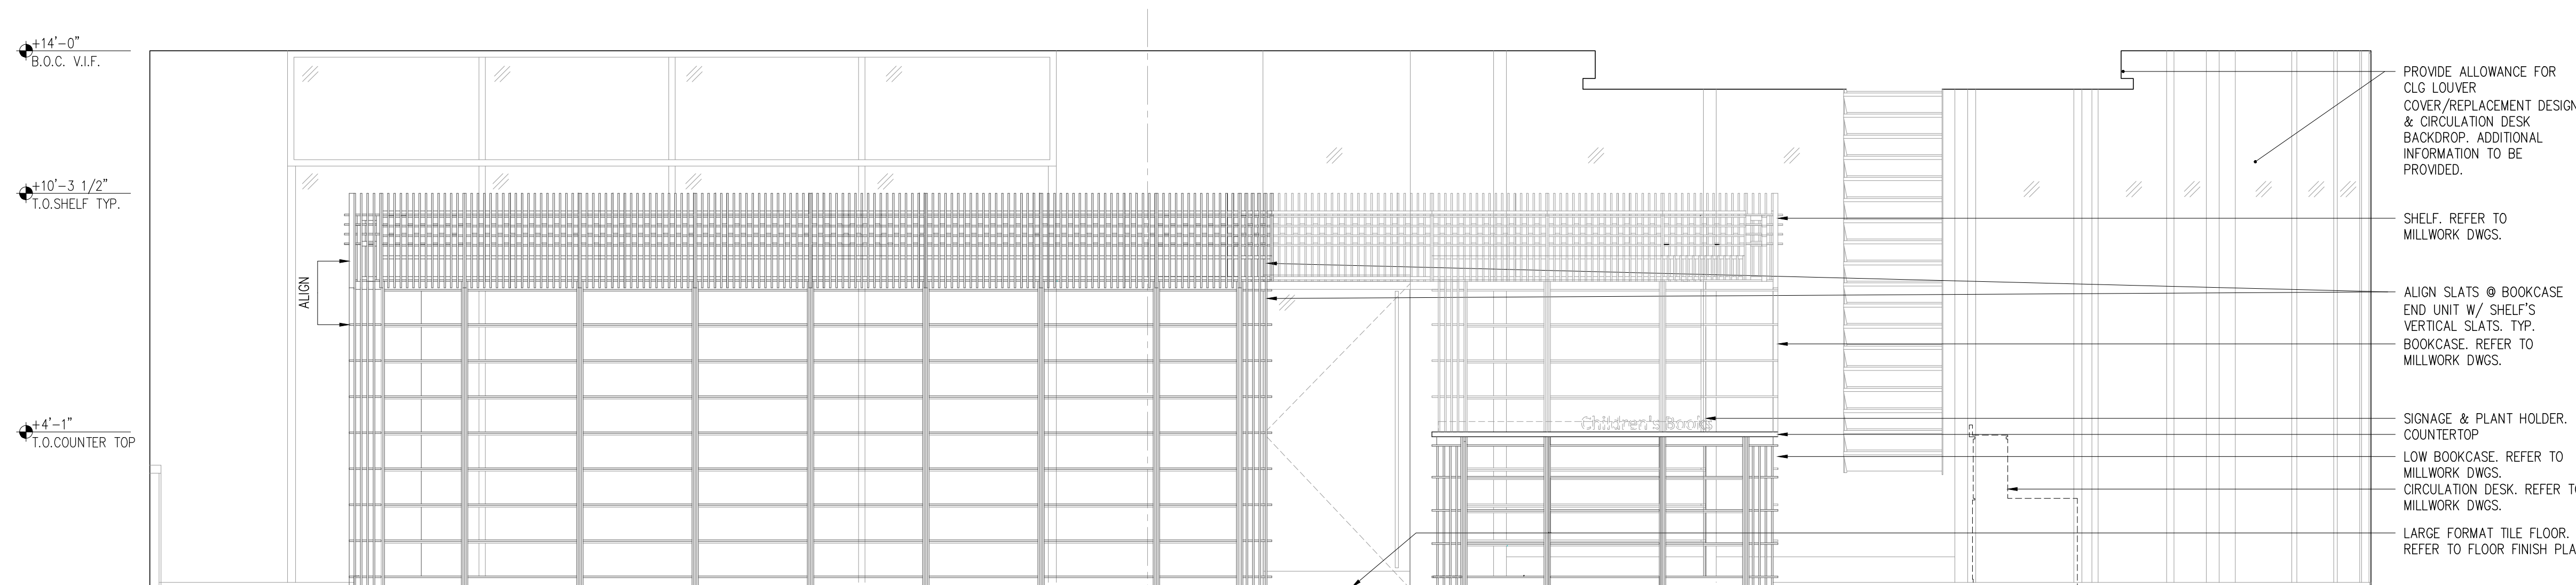 +14'-0"
B.O.C. V.I.F.
+10'-3 1/2"
T.O.SHELF TYP.
ALIGN
+4'-1"
T.O.COUNTER TOP
Children's Books
PROVIDE ALLOWANCE FOR
CLG LOUVER
COVER/REPLACEMENT DESIGN
& CIRCULATION DESK
BACKDROP. ADDITIONAL
INFORMATION TO BE
PROVIDED.
SHELF. REFER TO
MILLWORK DWGS.
ALIGN SLATS @ BOOKCASE
END UNIT W/ SHELF'S
VERTICAL SLATS. TYP.
BOOKCASE. REFER TO
MILLWORK DWGS.
SIGNAGE & PLANT HOLDER.
COUNTERTOP
LOW BOOKCASE. REFER TO
MILLWORK DWGS.
CIRCULATION DESK. REFER TO
MILLWORK DWGS.
LARGE FORMAT TILE FLOOR.
REFER TO FLOOR FINISH PLA